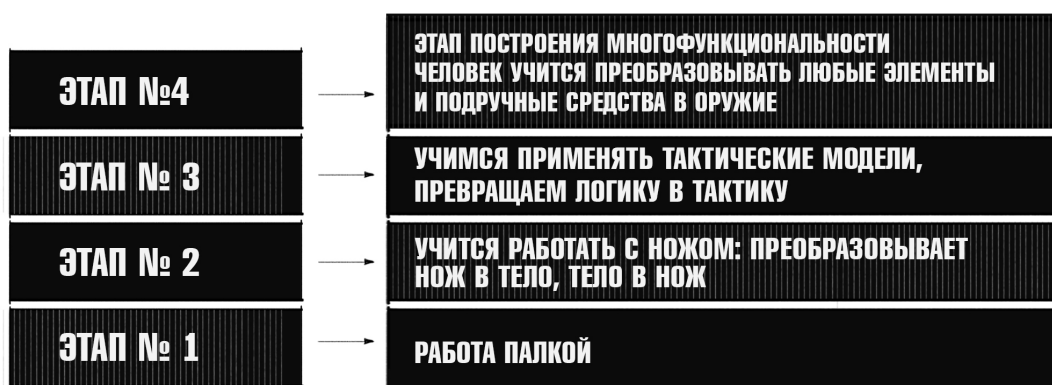 ЭТАП №4
ЭТАП ПОСТРОЕНИЯ МНОГОФУНКЦИОНАЛЬНОСТИ
ЧЕЛОВЕК УЧИТСЯ ПРЕОБРАЗОВЫВАТЬ ЛЮБЫЕ ЭЛЕМЕНТЫ
И ПОДРУЧНЫЕ СРЕДСТВА В ОРУЖИЕ
ЭТАП № 3
УЧИМСЯ ПРИМЕНЯТЬ ТАКТИЧЕСКИЕ МОДЕЛИ,
ПРЕВРАЩАЕМ ЛОГИКУ В ТАКТИКУ
ЭТАП № 2
УЧИТСЯ РАБОТАТЬ С НОЖОМ: ПРЕОБРАЗОВЫВАЕТ
НОЖ В ТЕЛО, ТЕЛО В НОЖ
ЭТАП № 1
РАБОТА ПАЛКОЙ